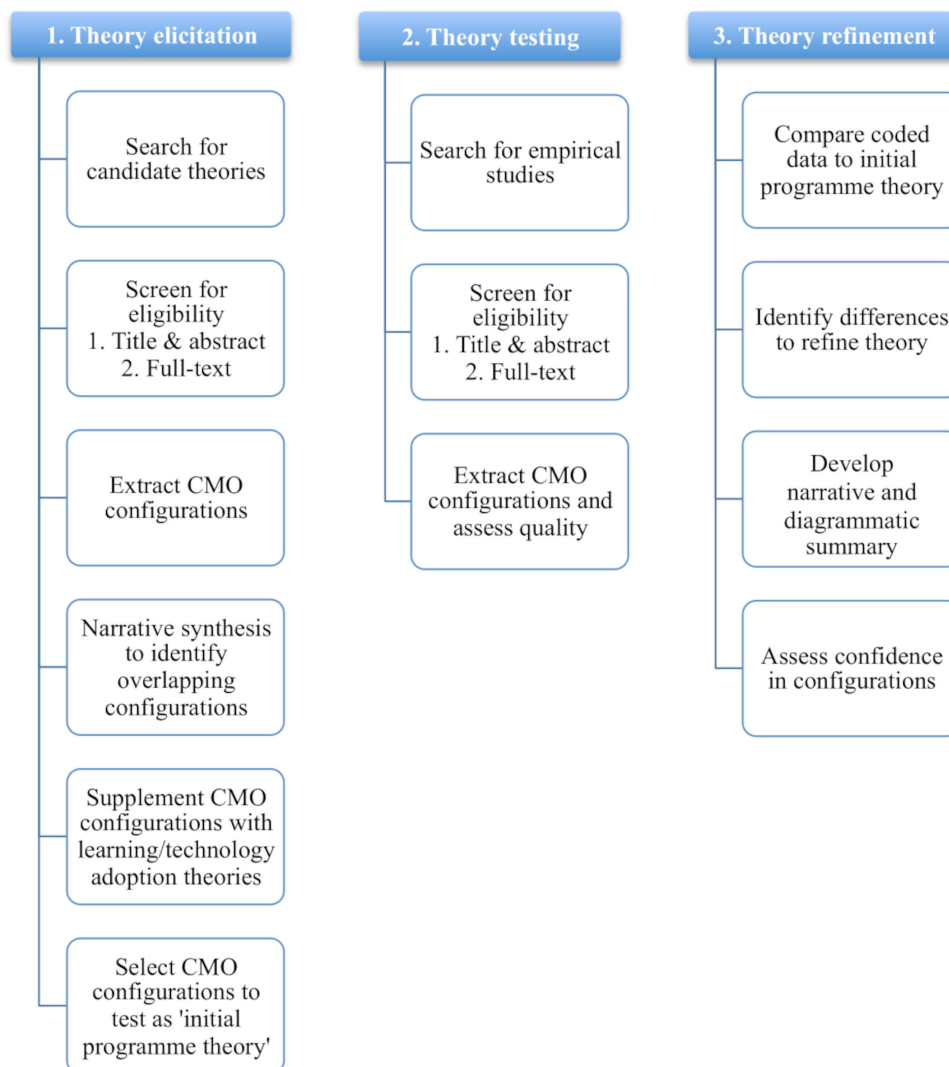 1. Theory elicitation
Search for
candidate theories
Screen for
eligibility
1. Title & abstract
2. Full-text
Extract CMO
configurations
Narrative synthesis
to identify
overlapping
configurations
Supplement CMO
configurations with
learning/technology
adoption theories
Select CMO
configurations to
test as 'initial
programme theory'
2. Theory testing
Search for empirical
studies
Screen for
eligibility
1. Title & abstract
2. Full-text
Extract CMO
configurations and
assess quality
3. Theory refinement
Compare coded
data to initial
programme theory
Identify differences
to refine theory
Develop
narrative and
diagrammatic
summary
Assess confidence
in configurations